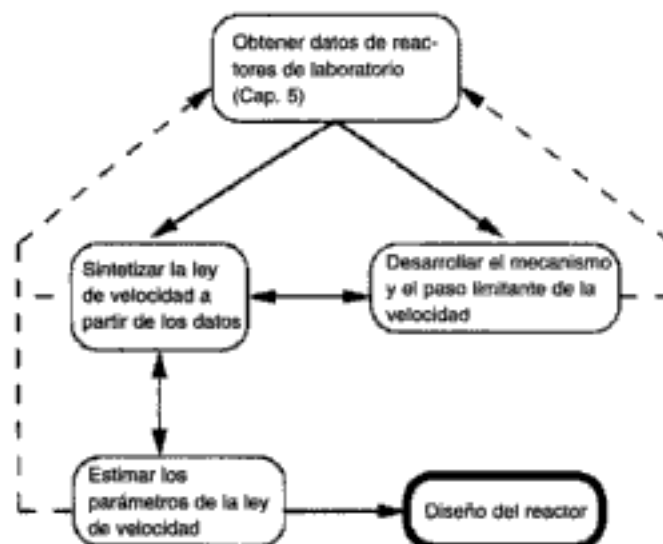 Obtener datos de reac-
tores de laboratorio
(Cap. 5)
Sintetizar la ley
de velocidad a
partir de los datos
Desarrollar el mecanismo
y el paso limitante de la
velocidad
Estimar los
parámetros de la ley
de velocidad
Diseño del reactor